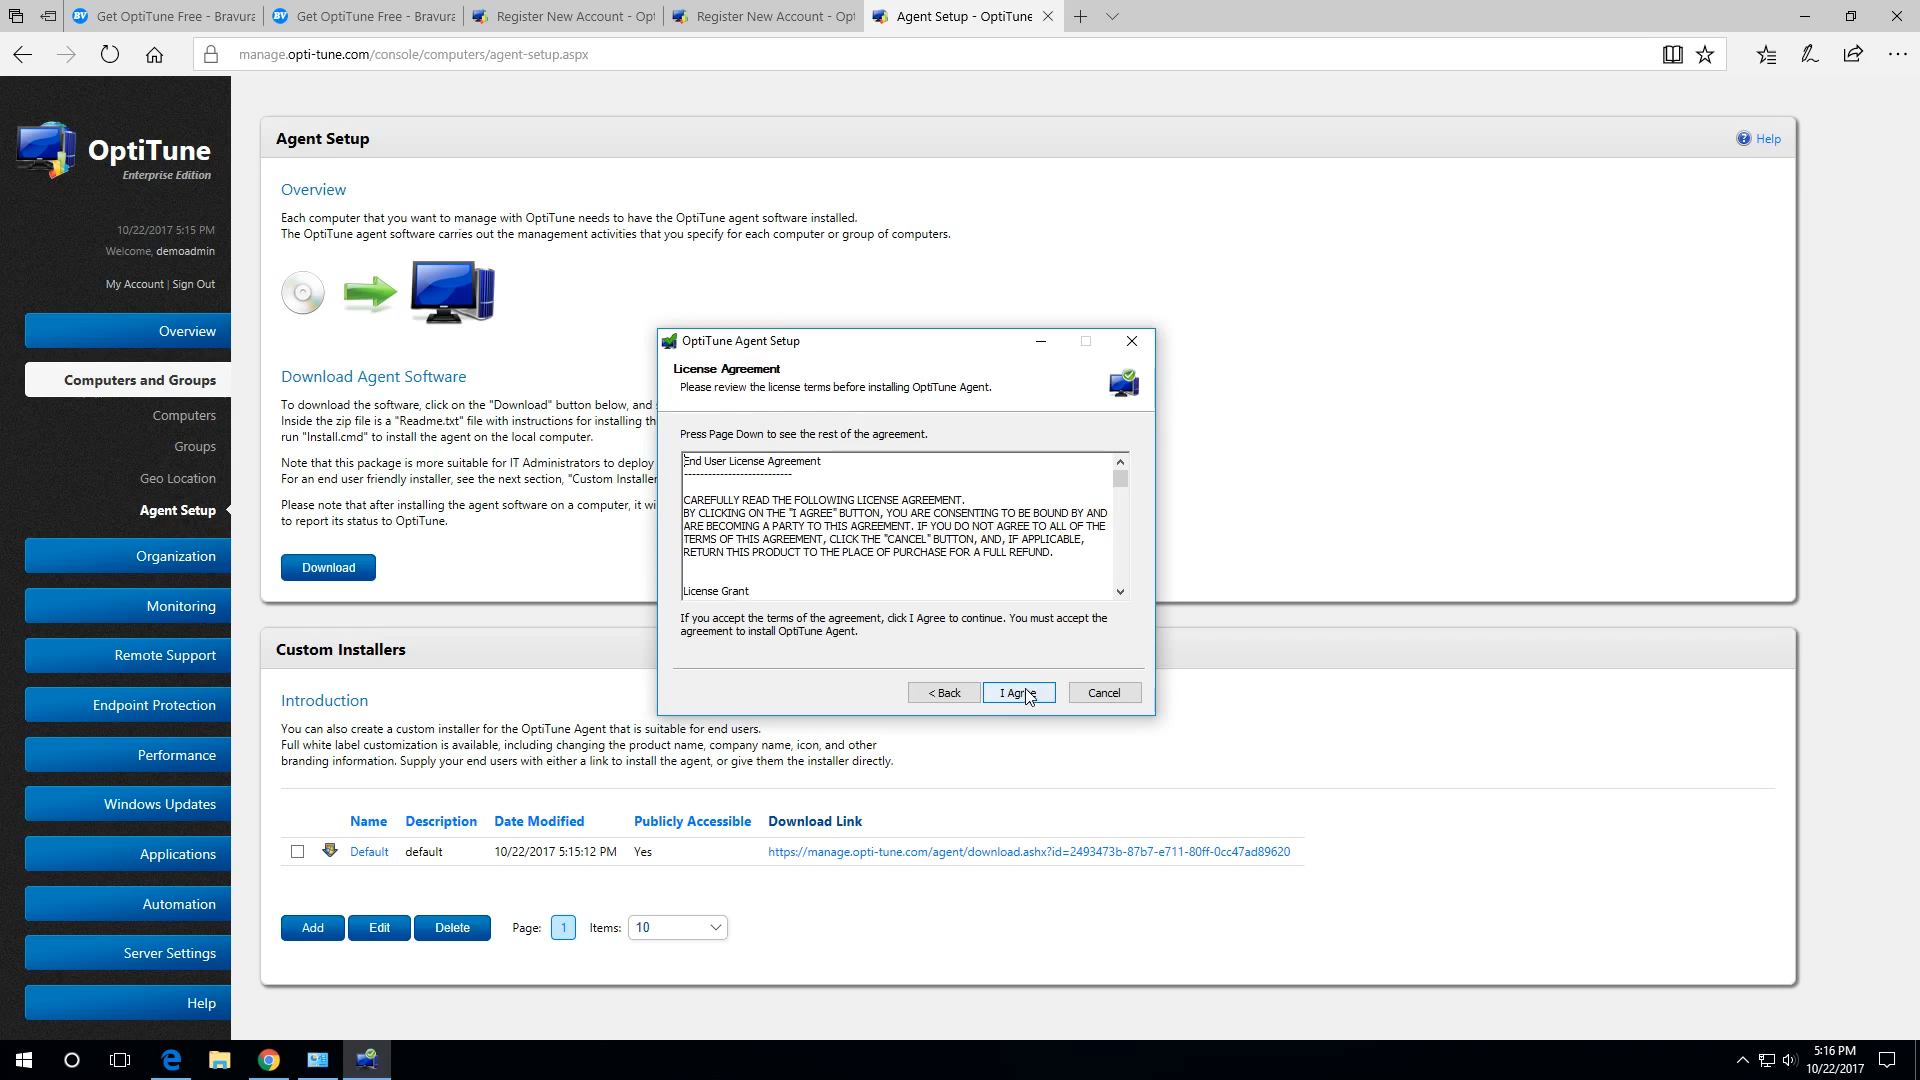 Get OptiTune Free - Bravura
Get OptiTune Free - Bravura
Register New Account - Opt
Register New Account - Opt
Agent Setup - OptiTune
manage.opti-tune.com/console/computers/agent-setup.aspx
OptiTune
Enterprise Edition
10/22/2017 5:15 PM
Welcome, demoadmin
My Account | Sign Out
Overview
Computers and Groups
Computers
Groups
Geo Location
Agent Setup
Organization
Monitoring
Remote Support
Endpoint Protection
Performance
Windows Updates
Applications
Automation
Server Settings
Help
Agent Setup
Help
Overview
Each computer that you want to manage with OptiTune needs to have the OptiTune agent software installed.
The OptiTune agent software carries out the management activities that you specify for each computer or group of computers.
Download Agent Software
To download the software, click on the "Download" button below, and
Inside the zip file is a "Readme.txt" file with instructions for installing
run "Install.cmd" to install the agent on the local computer.
Note that this package is more suitable for IT Administrators to deploy
For an end user friendly installer, see the next section, "Custom Installer
Please note that after installing the agent software on a computer, it
to report its status to OptiTune.
Download
OptiTune Agent Setup
License Agreement
Please review the license terms before installing OptiTune Agent.
Press Page Down to see the rest of the agreement.
End User License Agreement
----------------------------
CAREFULLY READ THE FOLLOWING LICENSE AGREEMENT.
BY CLICKING ON THE "I AGREE" BUTTON, YOU ARE CONSENTING TO BE BOUND BY AND
ARE BECOMING A PARTY TO THIS AGREEMENT. IF YOU DO NOT AGREE TO ALL OF THE
TERMS OF THIS AGREEMENT, CLICK THE "CANCEL" BUTTON, AND, IF APPLICABLE,
RETURN THIS PRODUCT TO THE PLACE OF PURCHASE FOR A FULL REFUND.
License Grant
If you accept the terms of the agreement, click I Agree to continue. You must accept the
agreement to install OptiTune Agent.
< Back
I Agree
Cancel
Custom Installers
Introduction
You can also create a custom installer for the OptiTune Agent that is suitable for end users.
Full white label customization is available, including changing the product name, company name, icon, and other
branding information. Supply your end users with either a link to install the agent, or give them the installer directly.
Name Description Date Modified Publicly Accessible Download Link
Default default 10/22/2017 5:15:12 PM Yes https://manage.opti-tune.com/agent/download.ashx?id=2493473b-87b7-e711-80ff-0cc47ad89620
Add Edit Delete Page: 1 Items: 10
5:16 PM
10/22/2017